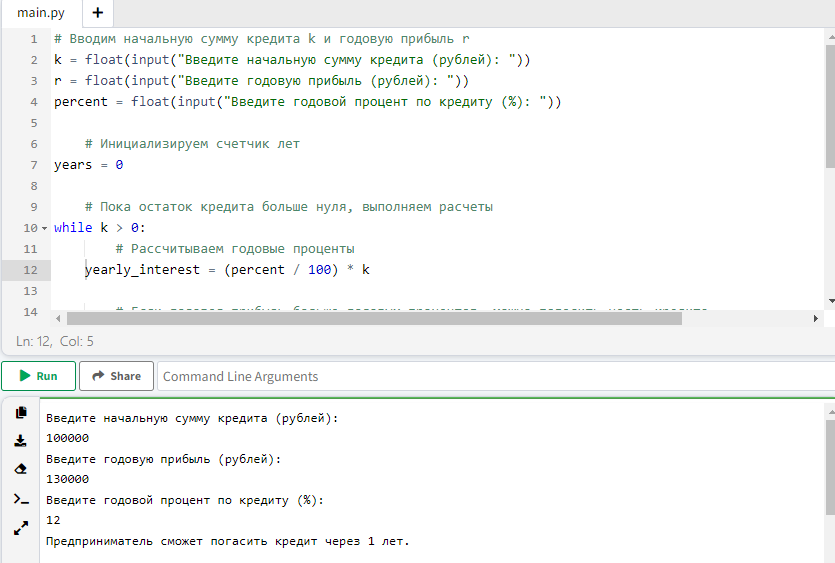 main.py +
1 # Вводим начальную сумму кредита k и годовую прибыль r
2 k = float(input("Введите начальную сумму кредита (рублей): "))
3 r = float(input("Введите годовую прибыль (рублей): "))
4 percent = float(input("Введите годовой процент по кредиту (%): "))
5
6 # Инициализируем счетчик лет
7 years = 0
8
9 # Пока остаток кредита больше нуля, выполняем расчеты
10 while k > 0:
11 # Рассчитываем годовые проценты
12 yearly_interest = (percent / 100) * k
13
14
Ln: 12, Col: 5
Run Share Command Line Arguments
Введите начальную сумму кредита (рублей):
100000
Введите годовую прибыль (рублей):
130000
Введите годовой процент по кредиту (%):
12
Предприниматель сможет погасить кредит через 1 лет.